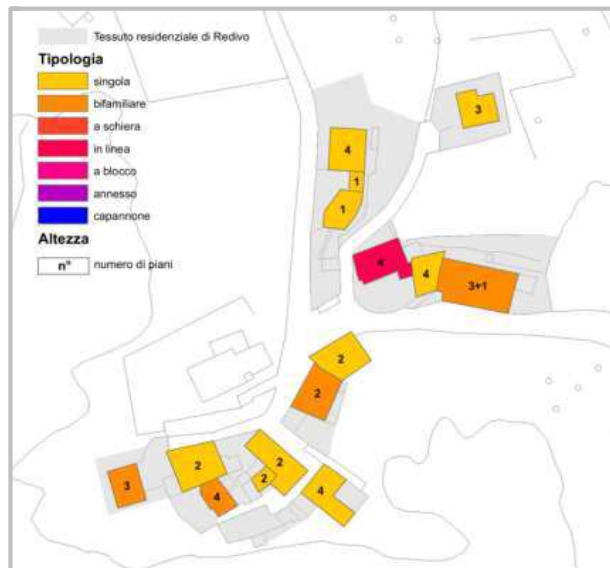 Tessuto residenziale di Redivo
Tipologia
singola
bifamiliare
a schiera
in linea
a blocco
annesso
capannone
Altezza
n° numero di piani
3
4
1
1
4
4
3+1
2
2
2
2
2
3
4
4